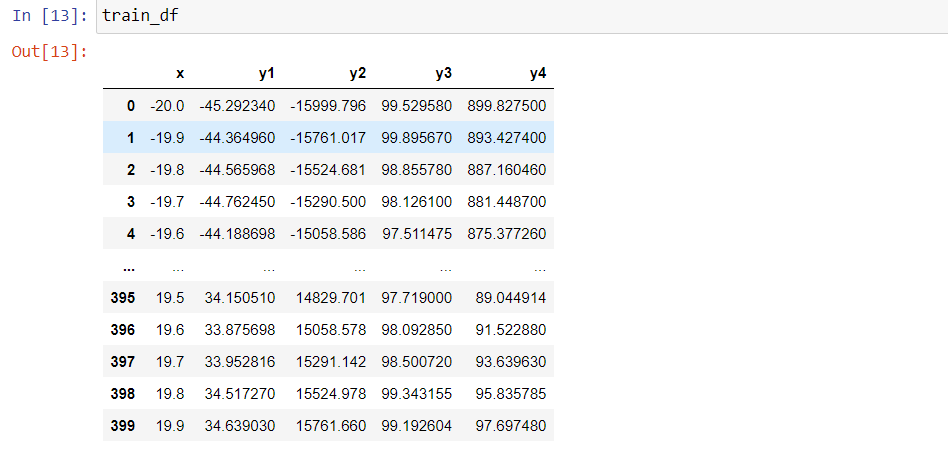 In [13]: train_df
Out[13]:
x y1 y2 y3 y4
0 -20.0 -45.292340 -15999.796 99.529580 899.827500
1 -19.9 -44.364960 -15761.017 99.895670 893.427400
2 -19.8 -44.565968 -15524.681 98.855780 887.160460
3 -19.7 -44.762450 -15290.500 98.126100 881.448700
4 -19.6 -44.188698 -15058.586 97.511475 875.377260
... ... ... ... ... ...
395 19.5 34.150510 14829.701 97.719000 89.044914
396 19.6 33.875698 15058.578 98.092850 91.522880
397 19.7 33.952816 15291.142 98.500720 93.639630
398 19.8 34.517270 15524.978 99.343155 95.835785
399 19.9 34.639030 15761.660 99.192604 97.697480